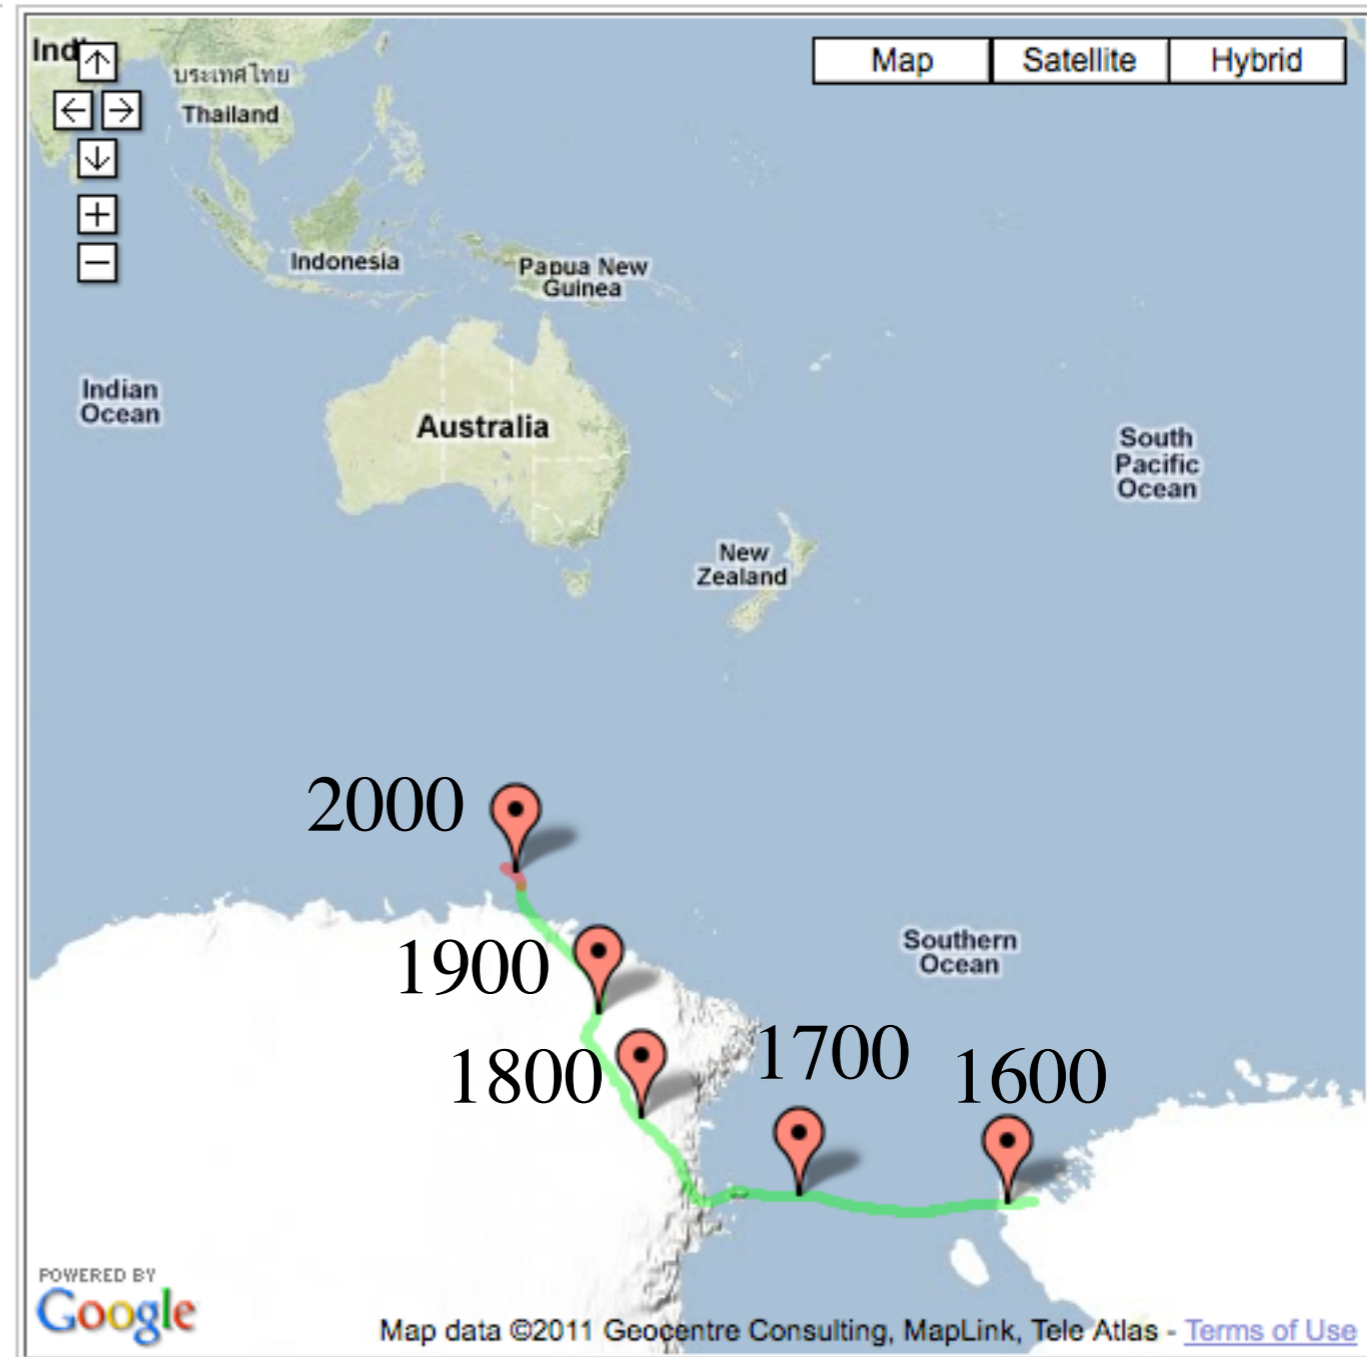 Ind
Map
Satellite
Hybrid
ประเทศไทย
Thailand
Indonesia
Papua New
Guinea
Indian
Ocean
Australia
South
Pacific
Ocean
New
Zealand
2000
1900
Southern
Ocean
1800
1700
1600
POWERED BY
Google
Map data ©2011 Geocentre Consulting, MapLink, Tele Atlas - Terms of Use